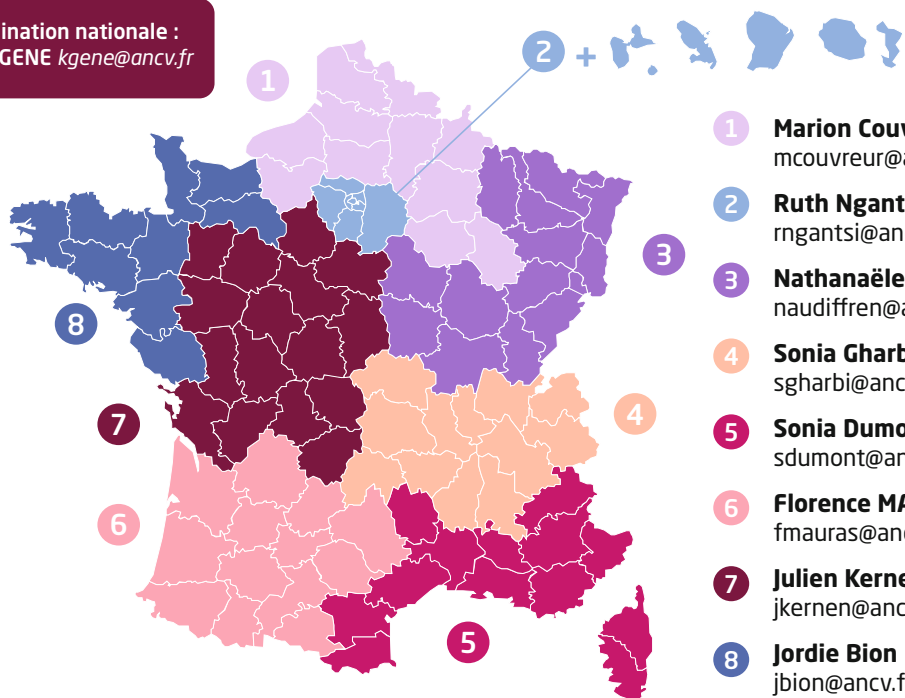 ination nationale :
GENE kgene@ancv.fr
1
2 +
3
4
5
6
7
8
1 Marion Couv
mcouvreur@a
2 Ruth Ngant
rngantsi@an
3 Nathanaële
naudiffren@a
4 Sonia Gharb
sgharbi@anc
5 Sonia Dumo
sdumont@an
6 Florence MA
fmauras@anc
7 Julien Kerne
jkernen@anc
8 Jordie Bion
jbion@ancv.f